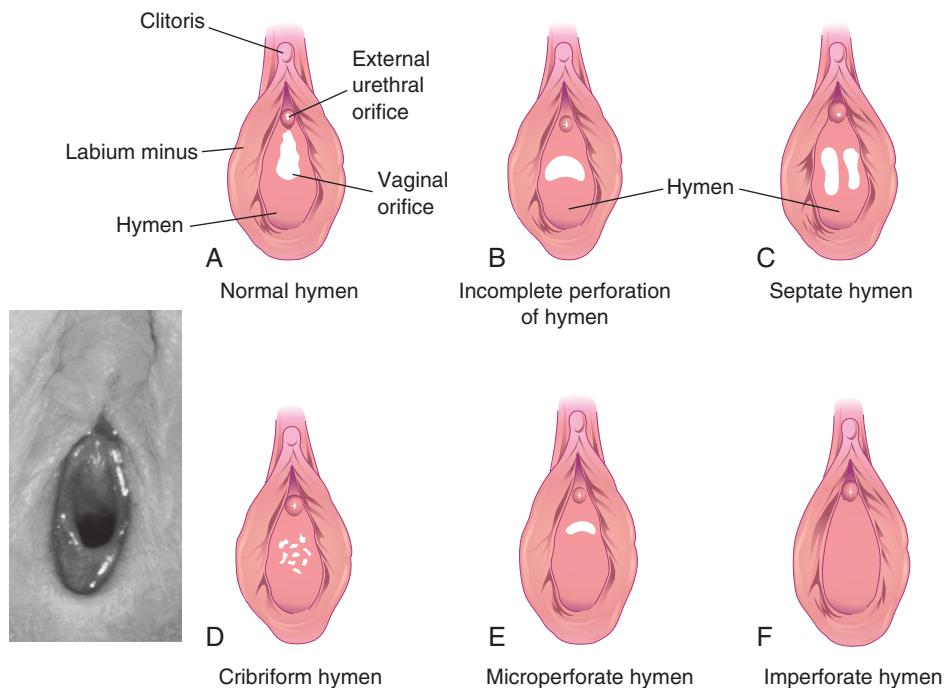 Clitoris
External
urethral
orifice
Labium minus
Vaginal
orifice
Hymen
Hymen
A
B
C
Normal hymen
Incomplete perforation
of hymen
Septate hymen
D
E
F
Cribriform hymen
Microperforate hymen
Imperforate hymen